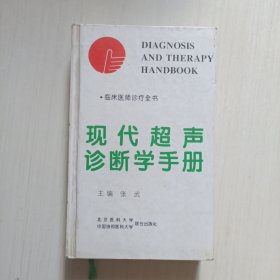 DIAGNOSIS
AND THERAPY
HANDBOOK
·临床医师诊疗全书
现代超声
诊断学手册
主编 张武
北京医科大学
中国协和医科大学 联合出版社